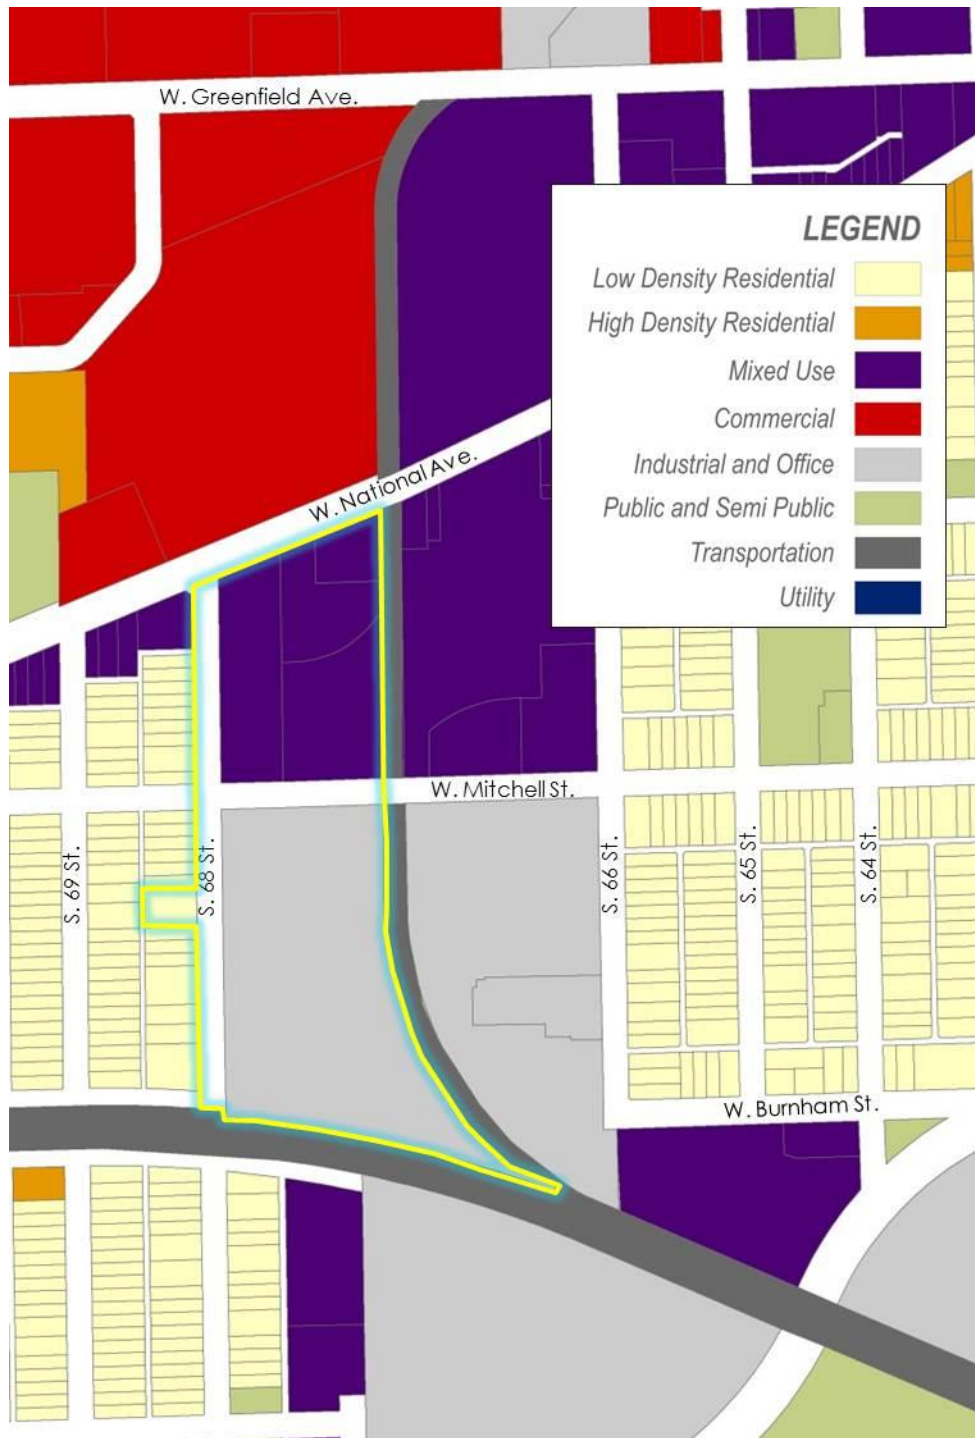 W. Greenfield Ave.
LEGEND
Low Density Residential
High Density Residential
Mixed Use
Commercial
Industrial and Office
Public and Semi Public
Transportation
Utility
W. National Ave.
W. Mitchell St.
S. 69 St.
S. 68 St.
S. 66 St.
S. 65 St.
S. 64 St.
W. Burnham St.